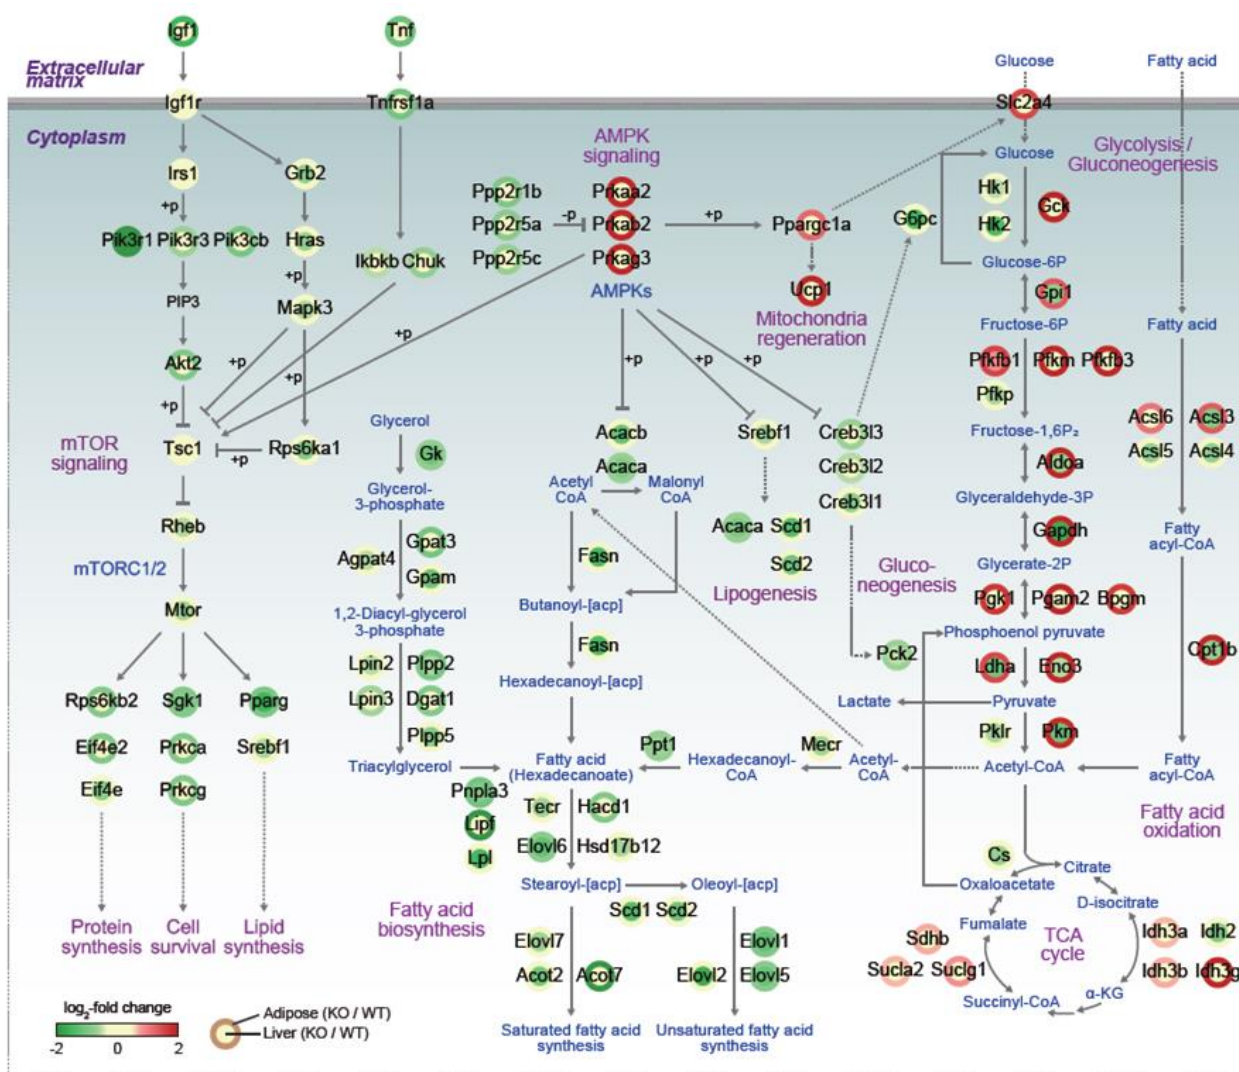 Igf1
Tnf
Extracellular
matrix
Glucose
Fatty acid
Igf1r
Tnfrsf1a
Slc2a4
Cytoplasm
AMPK
signaling
Glycolysis /
Gluconeogenesis
Glucose
Irs1
Grb2
+p
Ppp2r1b
Prkaa2
Hk1
Gck
Ppp2r5a
-p
Prkab2
+p
Ppargc1a
G6pc
Hk2
Pik3r1
Pik3r3
Pik3cb
Hras
Ikbkb
Chuk
Ppp2r5c
Prkag3
Glucose-6P
+p
AMPKs
Ucp1
Gpi1
PIP3
Mapk3
Mitochondria
regeneration
Fructose-6P
Fatty acid
+p
+p
+p
+p
+p
+p
Akt2
+p
Pfkfb1
Pfkm
Pfkfb3
Pfkp
+p
Glycerol
Acsl6
Acsl3
mTOR
signaling
Tsc1
+p
Rps6ka1
Gk
Acacb
Srebf1
Creb3l3
Fructose-1,6P₂
Acsl5
Acsl4
Acaca
Creb3l2
Aldoa
Glycerol-
3-phosphate
Acetyl
CoA
Malonyl
CoA
Creb3l1
Glyceraldehyde-3P
Rheb
Acaca
Scd1
Gapdh
Fatty
acyl-CoA
Agpat4
Gpat3
Fasn
Scd2
Gluco-
neogenesis
Glycerate-2P
mTORC1/2
Gpam
Lipogenesis
Pgk1
Pgam2
Bpgm
Mtor
1,2-Diacyl-glycerol
3-phosphate
Butanoyl-[acp]
Phosphoenol pyruvate
Fasn
Pck2
Cpt1b
Lpin2
Plpp2
Ldha
Eno3
Hexadecanoyl-[acp]
Rps6kb2
Sgk1
Pparg
Lpin3
Dgat1
Lactate
Pyruvate
Plpp5
Pklr
Pkm
Eif4e2
Prkca
Srebf1
Ppt1
Mecr
Triacylglycerol
Fatty acid
(Hexadecanoate)
Hexadecanoyl-
CoA
Acetyl-
CoA
Acetyl-CoA
Fatty
acyl-CoA
Eif4e
Prkcg
Pnpla3
Tecr
Hacd1
Fatty acid
oxidation
Lipf
Lpl
Elovl6
Hsd17b12
Cs
Citrate
Stearoyl-[acp]
Oleoyl-[acp]
Oxaloacetate
D-isocitrate
Protein
synthesis
Cell
survival
Lipid
synthesis
Fatty acid
biosynthesis
Scd1
Scd2
Fumalate
Elovl7
Elovl1
Sdhb
TCA
cycle
Idh3a
Idh2
Acot2
Acot7
Elovl2
Elovl5
Sucla2
Suclg1
Idh3b
Idh3g
Succinyl-CoA
α-KG
log₂-fold change
-2
0
2
Adipose (KO / WT)
Liver (KO / WT)
Saturated fatty acid
synthesis
Unsaturated fatty acid
synthesis